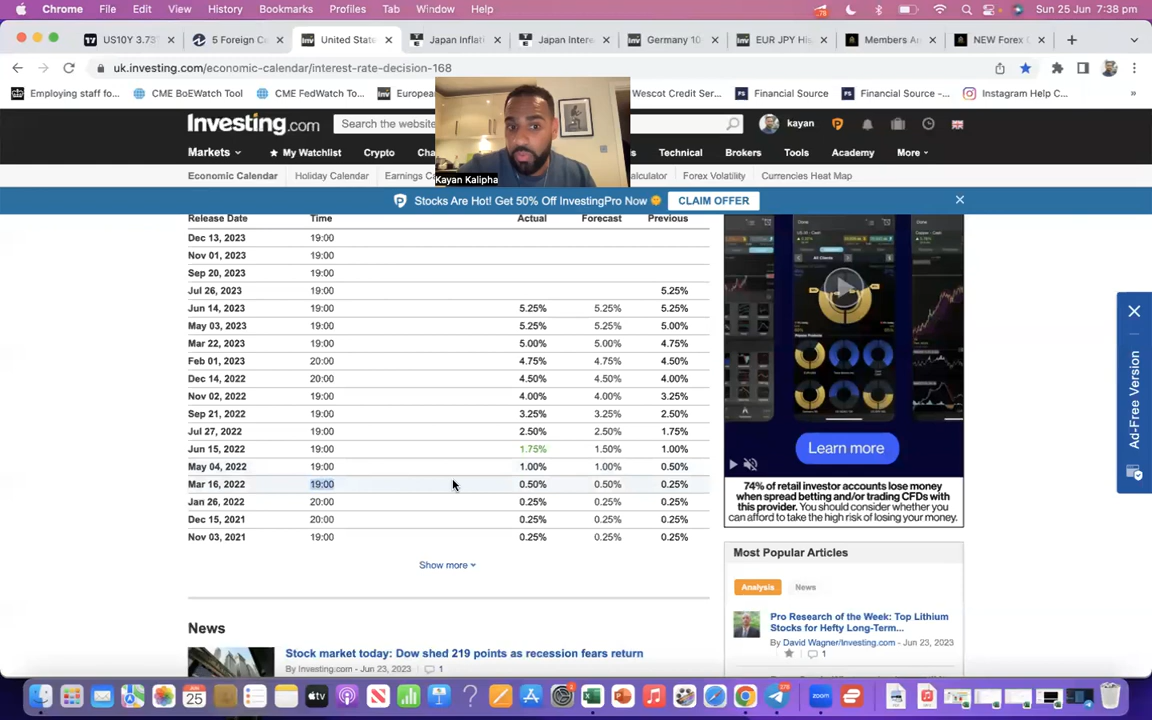 Chrome File Edit View History Bookmarks Profiles Tab Window Help Sun 25 Jun 7:38 pm
US10Y 3.73 5 Foreign Ca United State Japan Inflat Japan Inter Germany 10 EUR JPY His Members Ar NEW Forex
uk.investing.com/economic-calendar/interest-rate-decision-168
Employing staff fo... CME BoEWatch Tool CME FedWatch To... European Wescot Credit Ser... Financial Source Financial Source -... Instagram Help C...
Investing.com Search the website kayan
Markets My Watchlist Crypto Cha Technical Brokers Tools Academy More
Economic Calendar Holiday Calendar Earnings C alculator Forex Volatility Currencies Heat Map
Kayan Kalipha
Stocks Are Hot! Get 50% Off InvestingPro Now CLAIM OFFER
Release Date Time Actual Forecast Previous
Dec 13, 2023 19:00
Nov 01, 2023 19:00
Sep 20, 2023 19:00
Jul 26, 2023 19:00 5.25%
Jun 14, 2023 19:00 5.25% 5.25% 5.25%
May 03, 2023 19:00 5.25% 5.25% 5.00%
Mar 22, 2023 19:00 5.00% 5.00% 4.75%
Feb 01, 2023 20:00 4.75% 4.75% 4.50%
Dec 14, 2022 20:00 4.50% 4.50% 4.00%
Nov 02, 2022 19:00 4.00% 4.00% 3.25%
Sep 21, 2022 19:00 3.25% 3.25% 2.50%
Jul 27, 2022 19:00 2.50% 2.50% 1.75%
Jun 15, 2022 19:00 1.75% 1.50% 1.00%
May 04, 2022 19:00 1.00% 1.00% 0.50%
Mar 16, 2022 19:00 0.50% 0.50% 0.25%
Jan 26, 2022 20:00 0.25% 0.25% 0.25%
Dec 15, 2021 20:00 0.25% 0.25% 0.25%
Nov 03, 2021 19:00 0.25% 0.25% 0.25%
Show more
News
Stock market today: Dow shed 219 points as recession fears return
By Investing.com - Jun 23, 2023 1
Learn more
74% of retail investor accounts lose money
when spread betting and/or trading CFDs with
this provider. You should consider whether
you can afford to take the high risk of losing your money.
Most Popular Articles
Analysis News
Pro Research of the Week: Top Lithium
Stocks for Hefty Long-Term...
By David Wagner/Investing.com - Jun 23, 2023
1
Ad-Free Version
zoom